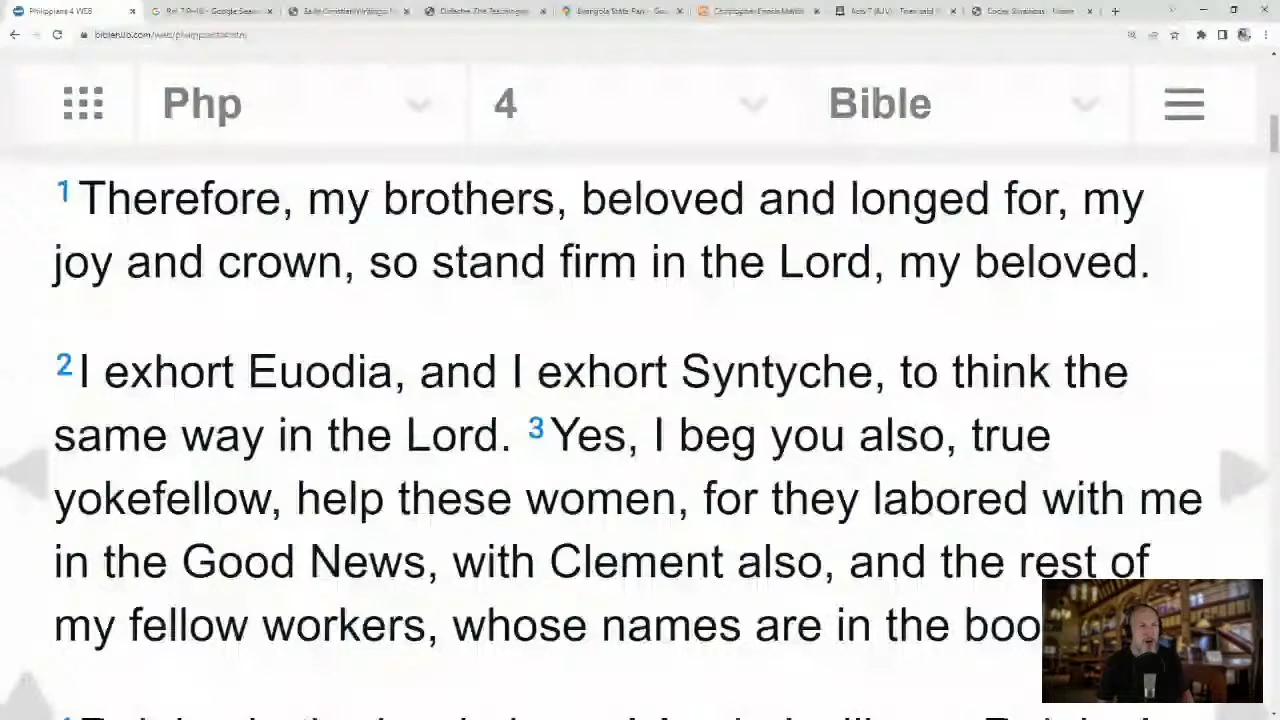 Philippians 4 WEB
Php 4 Bible
1 Therefore, my brothers, beloved and longed for, my
joy and crown, so stand firm in the Lord, my beloved.
2 I exhort Euodia, and I exhort Syntyche, to think the
same way in the Lord. 3 Yes, I beg you also, true
yokefellow, help these women, for they labored with me
in the Good News, with Clement also, and the rest of
my fellow workers, whose names are in the boo